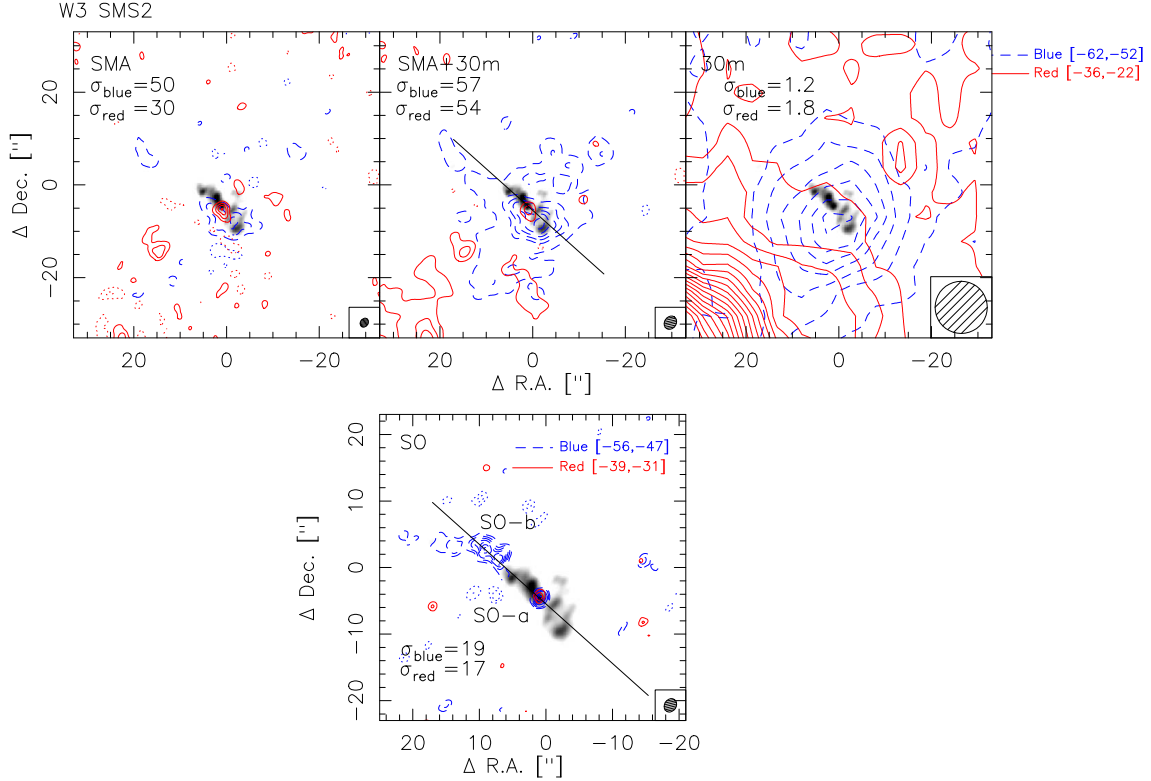 W3 SMS2
SMA
σblue=50
σred=30
SMA+30m
σblue=57
σred=54
30m
σblue=1.2
σred=1.8
Blue [−62,−52]
Red [−36,−22]
20
0
−20
Δ Dec. ["]
20 0 −20
20 0 −20
20 0 −20
Δ R.A. ["]
SO
Blue [−56,−47]
Red [−39,−31]
SO−b
SO−a
σblue=19
σred=17
20
10
0
−10
−20
Δ Dec. ["]
20 10 0 −10 −20
Δ R.A. ["]